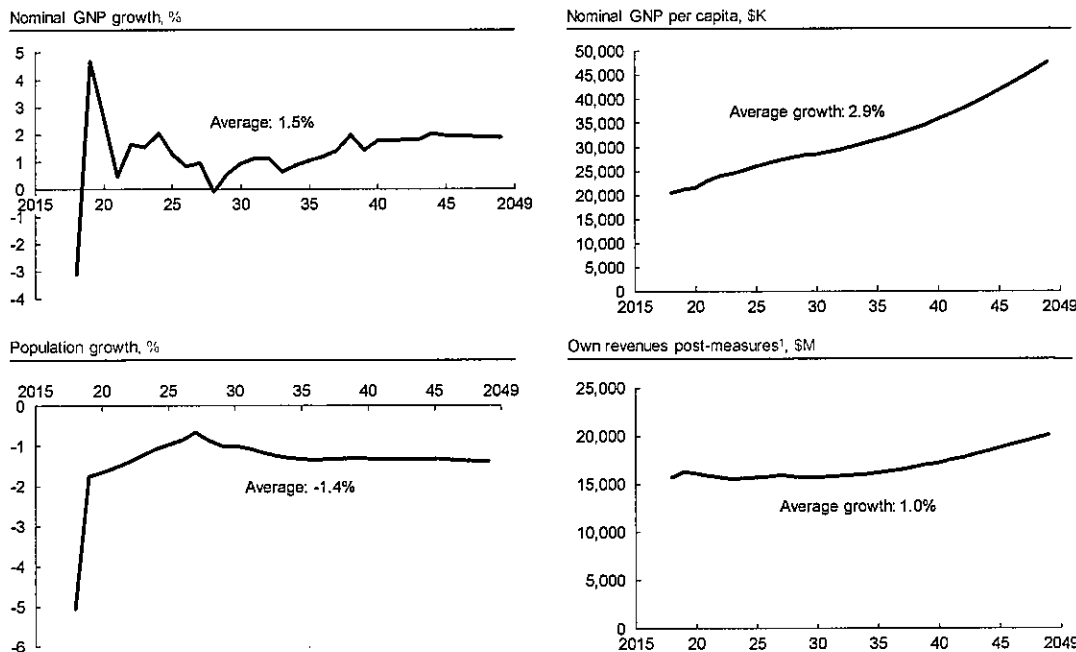 Nominal GNP growth, %
5
4
3
2
1
0
-1
-2
-3
-4
2015 20 25 30 35 40 45 2049
Average: 1.5%
Nominal GNP per capita, $K
50,000
45,000
40,000
35,000
30,000
25,000
20,000
15,000
10,000
5,000
0
2015 20 25 30 35 40 45 2049
Average growth: 2.9%
Population growth, %
2015 20 25 30 35 40 45 2049
0
-1
-2
-3
-4
-5
-6
Average: -1.4%
Own revenues post-measures¹, $M
25,000
20,000
15,000
10,000
5,000
0
2015 20 25 30 35 40 45 2049
Average growth: 1.0%